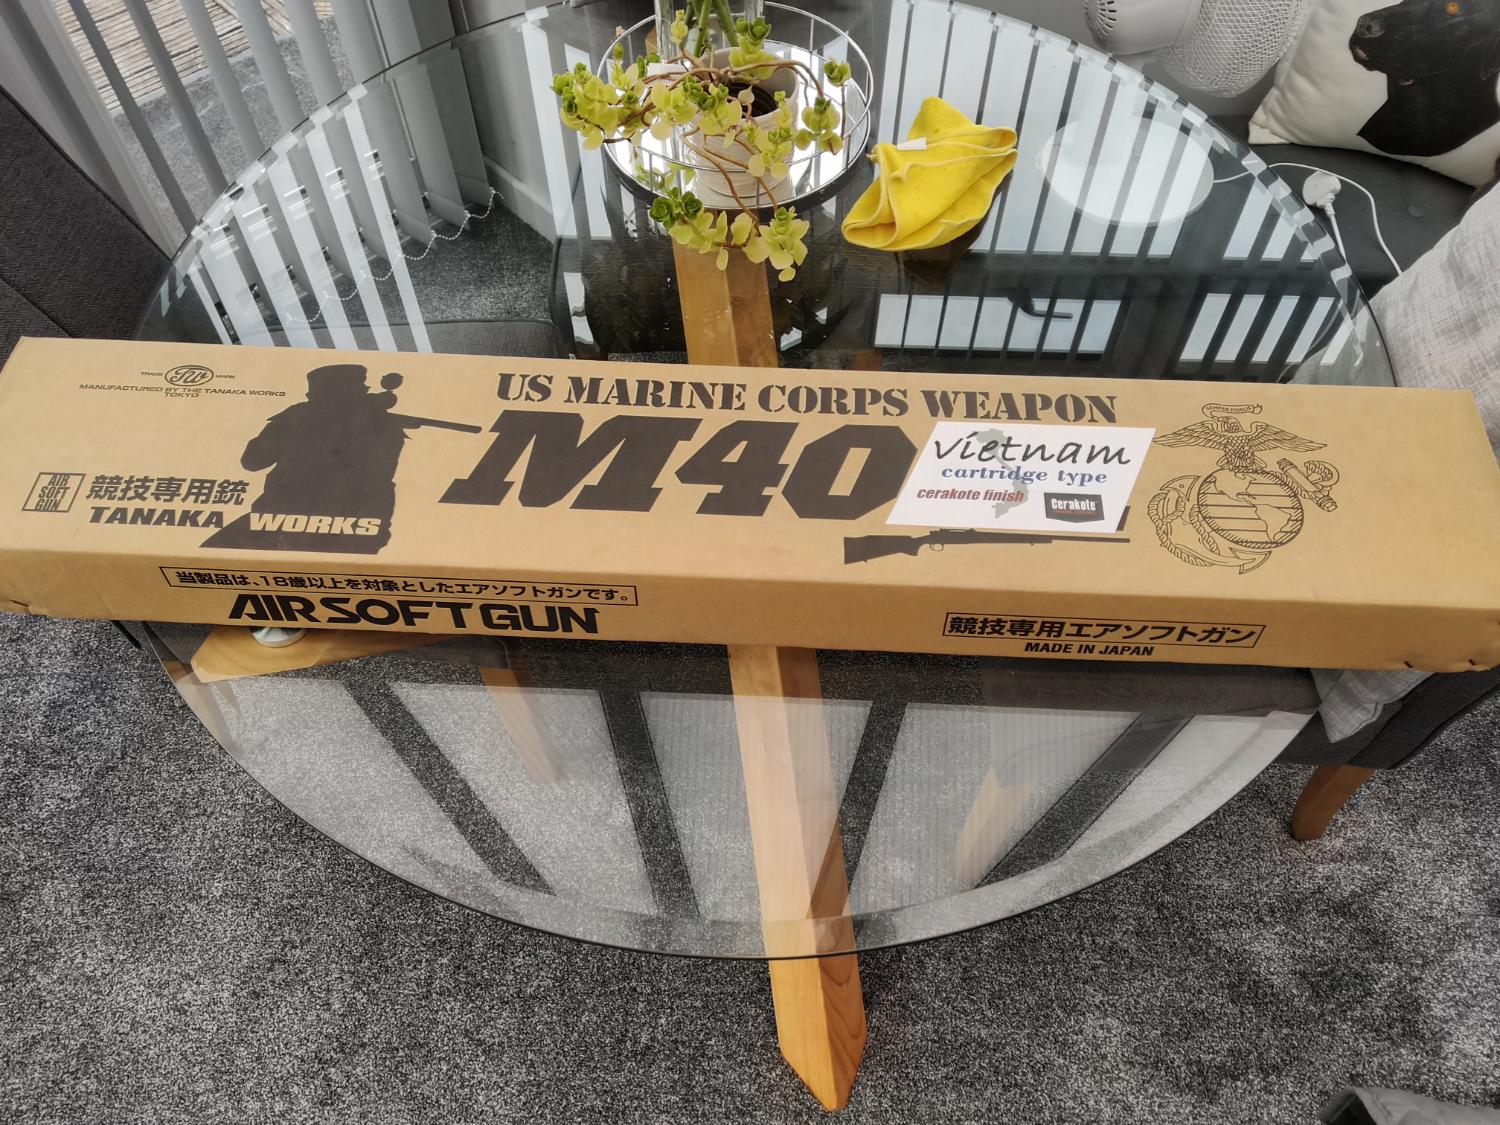 TRADE TW MARK
MANUFACTURED BY THE TANAKA WORKS
TOKYO
US MARINE CORPS WEAPON
M40
Vietnam
cartridge type
cerakote finish
Cerakote
SEMPER FIDELIS
AIR
SOFT
GUN
競技専用銃
TANAKA WORKS
当製品は、18歳以上を対象としたエアソフトガンです。
AIRSOFT GUN
競技専用エアソフトガン
MADE IN JAPAN